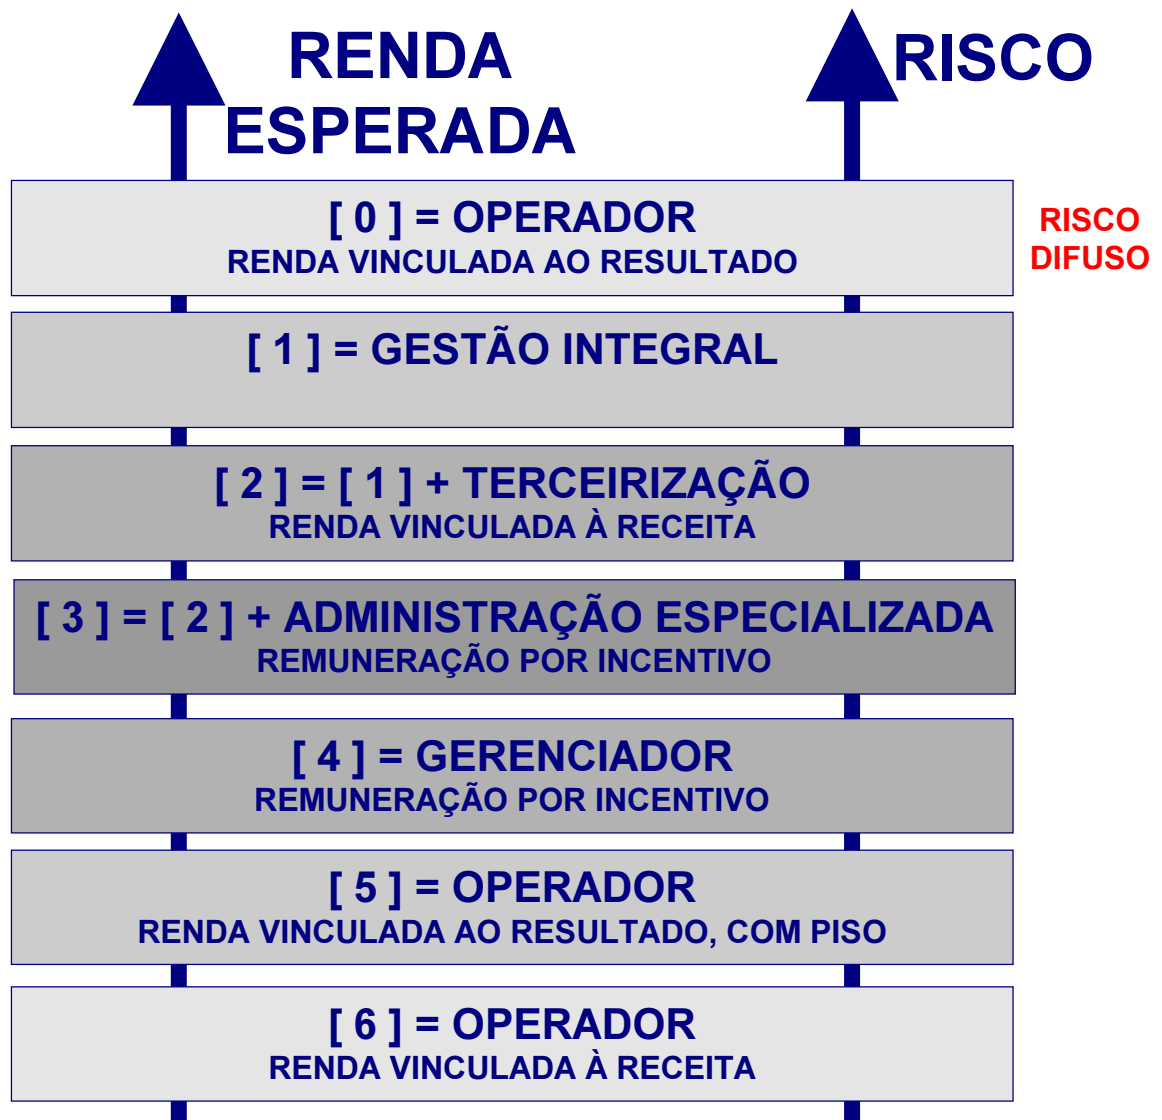 RENDA
ESPERADA
RISCO
[ 0 ] = OPERADOR
RENDA VINCULADA AO RESULTADO
RISCO
DIFUSO
[ 1 ] = GESTÃO INTEGRAL
[ 2 ] = [ 1 ] + TERCEIRIZAÇÃO
RENDA VINCULADA À RECEITA
[ 3 ] = [ 2 ] + ADMINISTRAÇÃO ESPECIALIZADA
REMUNERAÇÃO POR INCENTIVO
[ 4 ] = GERENCIADOR
REMUNERAÇÃO POR INCENTIVO
[ 5 ] = OPERADOR
RENDA VINCULADA AO RESULTADO, COM PISO
[ 6 ] = OPERADOR
RENDA VINCULADA À RECEITA